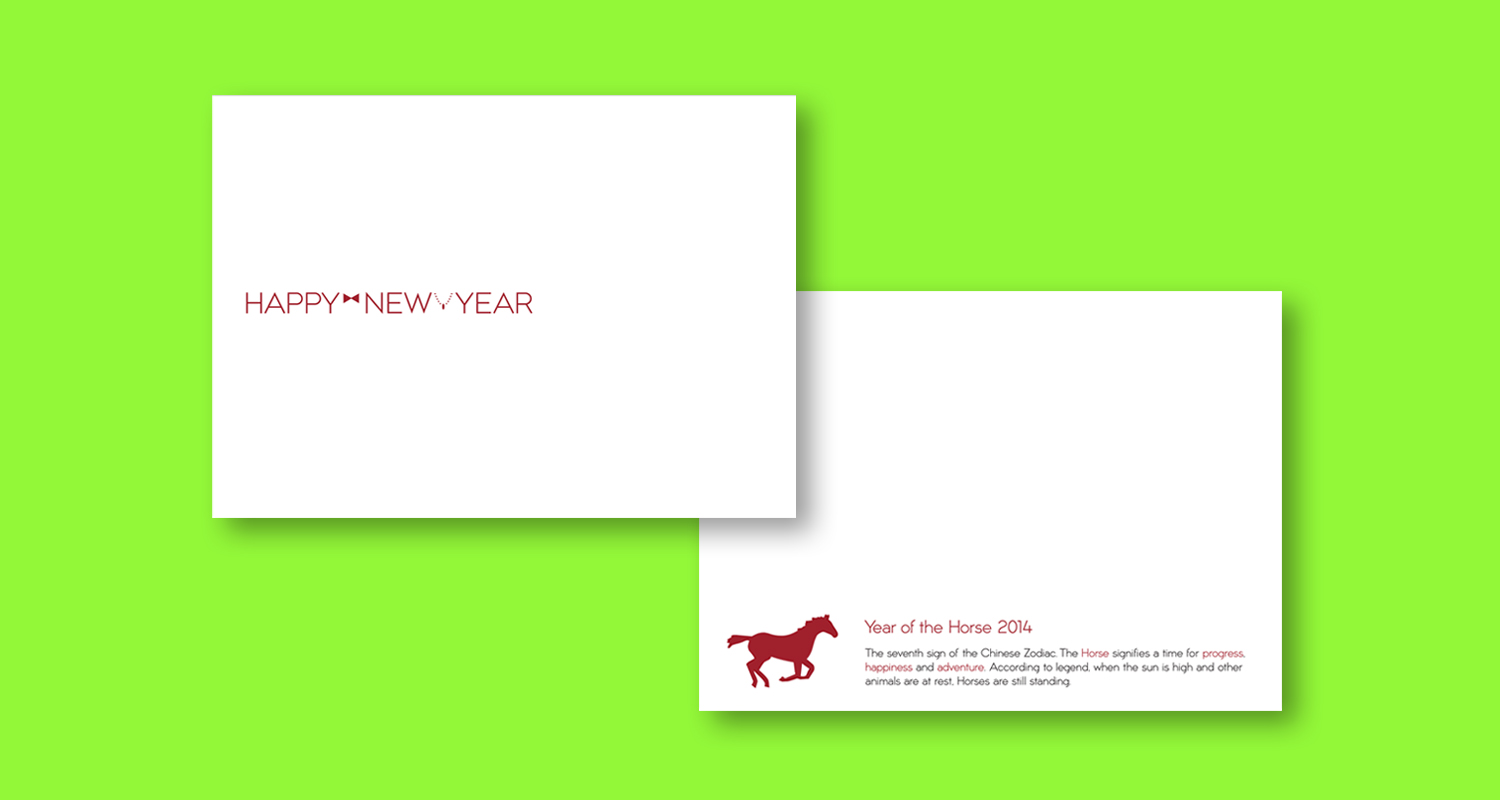 HAPPY NEW YEAR
Year of the Horse 2014
The seventh sign of the Chinese Zodiac. The Horse signifies a time for progress,
happiness and adventure. According to legend, when the sun is high and other
animals are at rest, Horses are still standing.